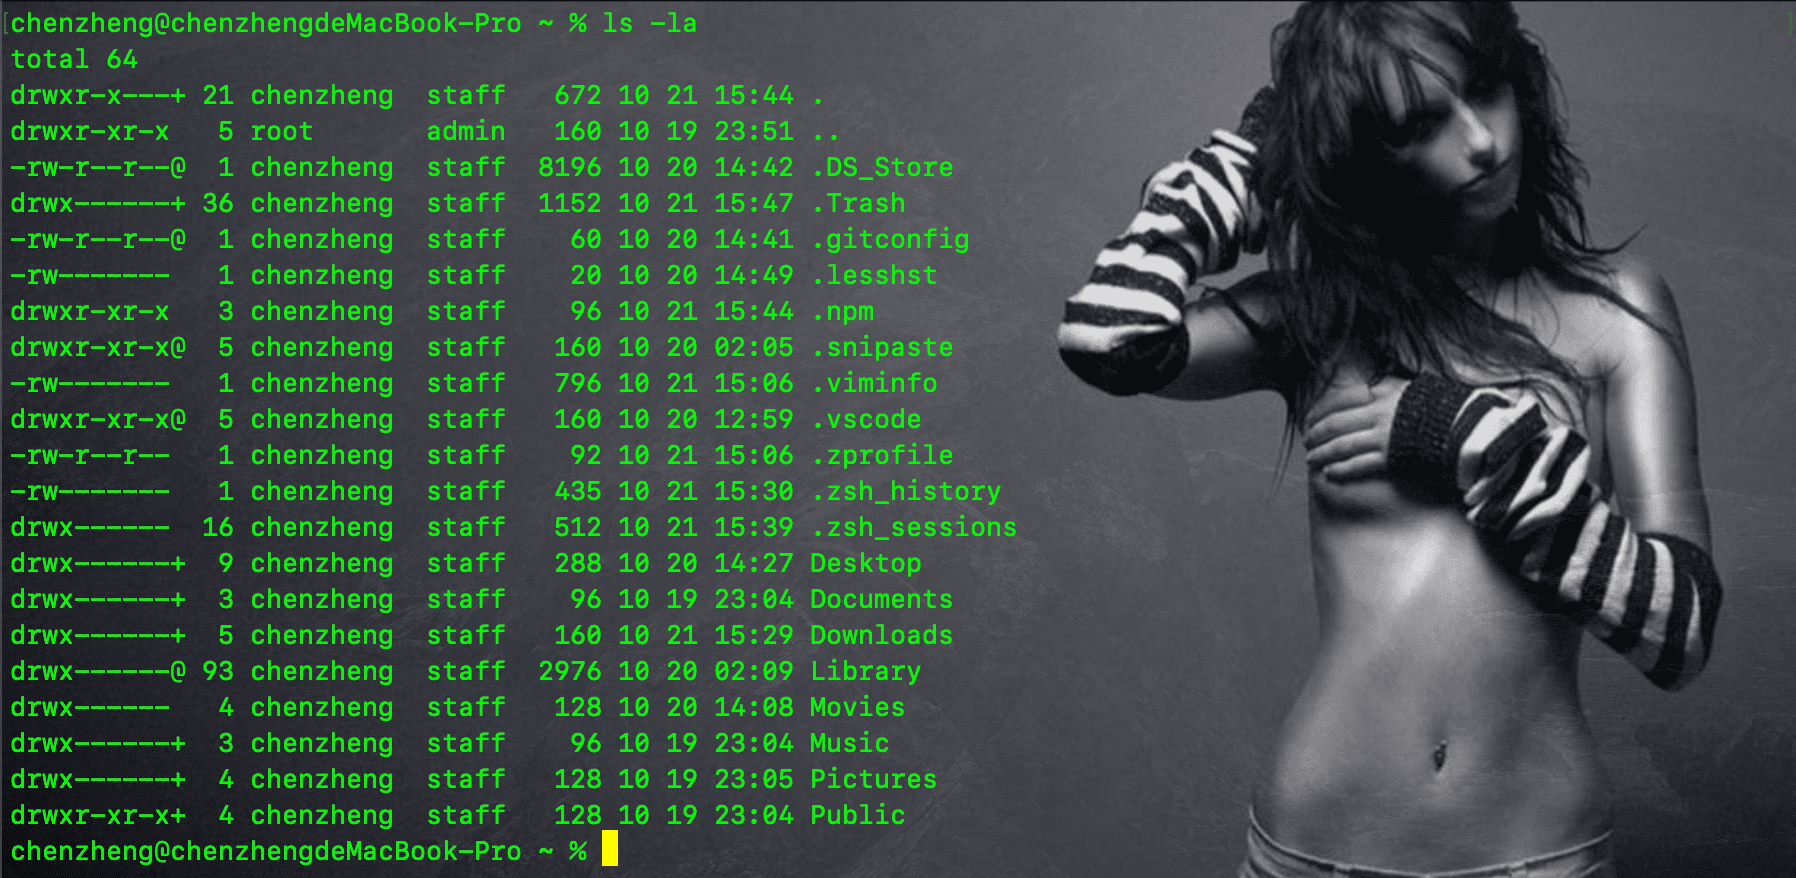 chenzheng@chenzhengdeMacBook-Pro ~ % ls -la
total 64
drwxr-x---+ 21 chenzheng  staff   672 10 21 15:44 .
drwxr-xr-x   5 root       admin   160 10 19 23:51 ..
-rw-r--r--@  1 chenzheng  staff  8196 10 20 14:42 .DS_Store
drwx------+ 36 chenzheng  staff  1152 10 21 15:47 .Trash
-rw-r--r--@  1 chenzheng  staff    60 10 20 14:41 .gitconfig
-rw-------   1 chenzheng  staff    20 10 20 14:49 .lesshst
drwxr-xr-x   3 chenzheng  staff    96 10 21 15:44 .npm
drwxr-xr-x@  5 chenzheng  staff   160 10 20 02:05 .snipaste
-rw-------   1 chenzheng  staff   796 10 21 15:06 .viminfo
drwxr-xr-x@  5 chenzheng  staff   160 10 20 12:59 .vscode
-rw-r--r--   1 chenzheng  staff    92 10 21 15:06 .zprofile
-rw-------   1 chenzheng  staff   435 10 21 15:30 .zsh_history
drwx------  16 chenzheng  staff   512 10 21 15:39 .zsh_sessions
drwx------+  9 chenzheng  staff   288 10 20 14:27 Desktop
drwx------+  3 chenzheng  staff    96 10 19 23:04 Documents
drwx------+  5 chenzheng  staff   160 10 21 15:29 Downloads
drwx------@ 93 chenzheng  staff  2976 10 20 02:09 Library
drwx------   4 chenzheng  staff   128 10 20 14:08 Movies
drwx------+  3 chenzheng  staff    96 10 19 23:04 Music
drwx------+  4 chenzheng  staff   128 10 19 23:05 Pictures
drwxr-xr-x+  4 chenzheng  staff   128 10 19 23:04 Public
chenzheng@chenzhengdeMacBook-Pro ~ %